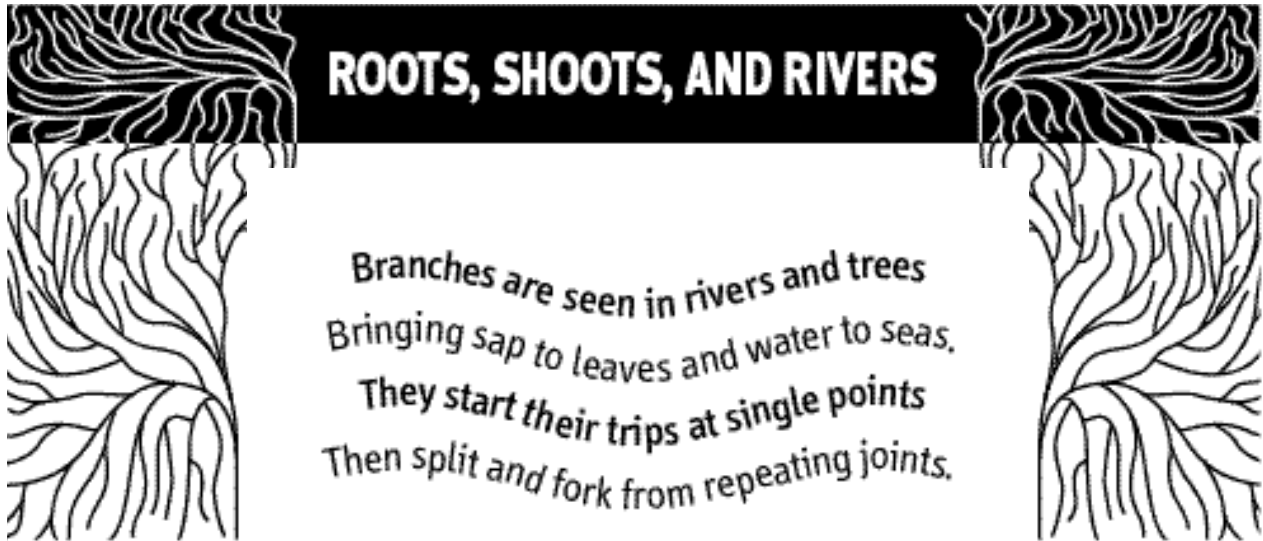 ROOTS, SHOOTS, AND RIVERS
Branches are seen in rivers and trees
Bringing sap to leaves and water to seas.
They start their trips at single points
Then split and fork from repeating joints.